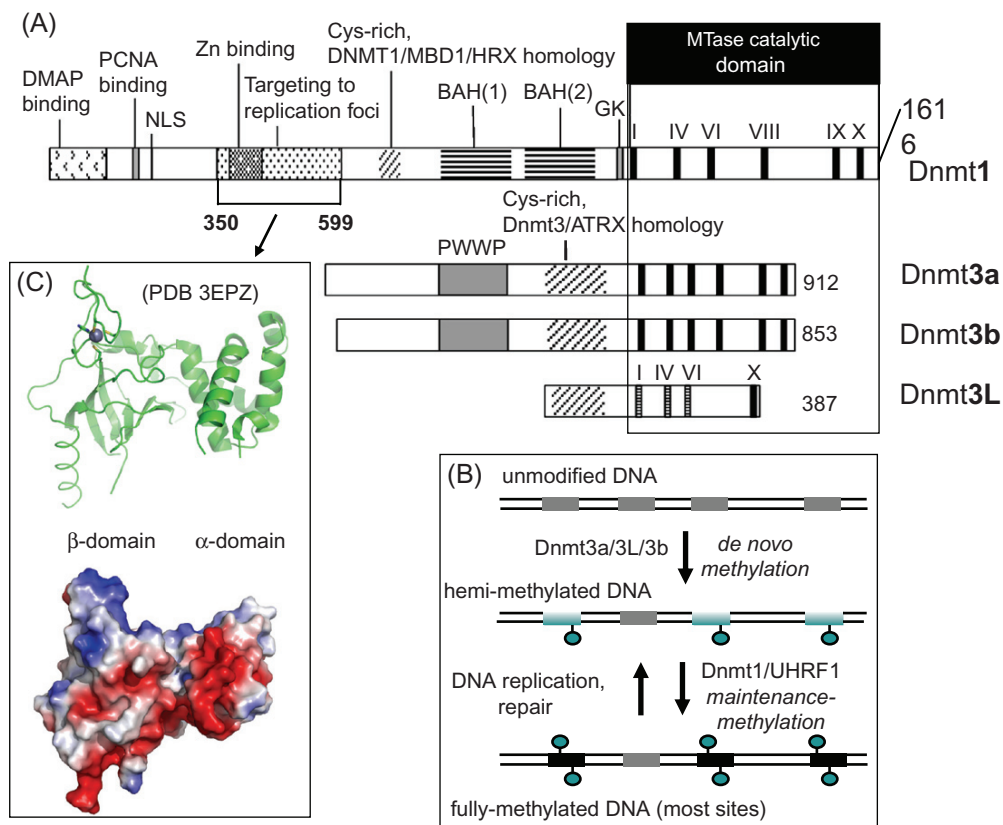 (A)
DMAP
binding
PCNA
binding
NLS
Zn binding
Targeting to
replication foci
Cys-rich,
DNMT1/MBD1/HRX homology
BAH(1)
BAH(2)
GK
MTase catalytic
domain
I IV VI VIII IX X
161
6
Dnmt1
350 599
Cys-rich,
Dnmt3/ATRX homology
PWWP
912
Dnmt3a
853
Dnmt3b
I IV VI X
387
Dnmt3L
(C)
(PDB 3EPZ)
β-domain α-domain
(B)
unmodified DNA
Dnmt3a/3L/3b
de novo
methylation
hemi-methylated DNA
DNA replication,
repair
Dnmt1/UHRF1
maintenance-
methylation
fully-methylated DNA (most sites)